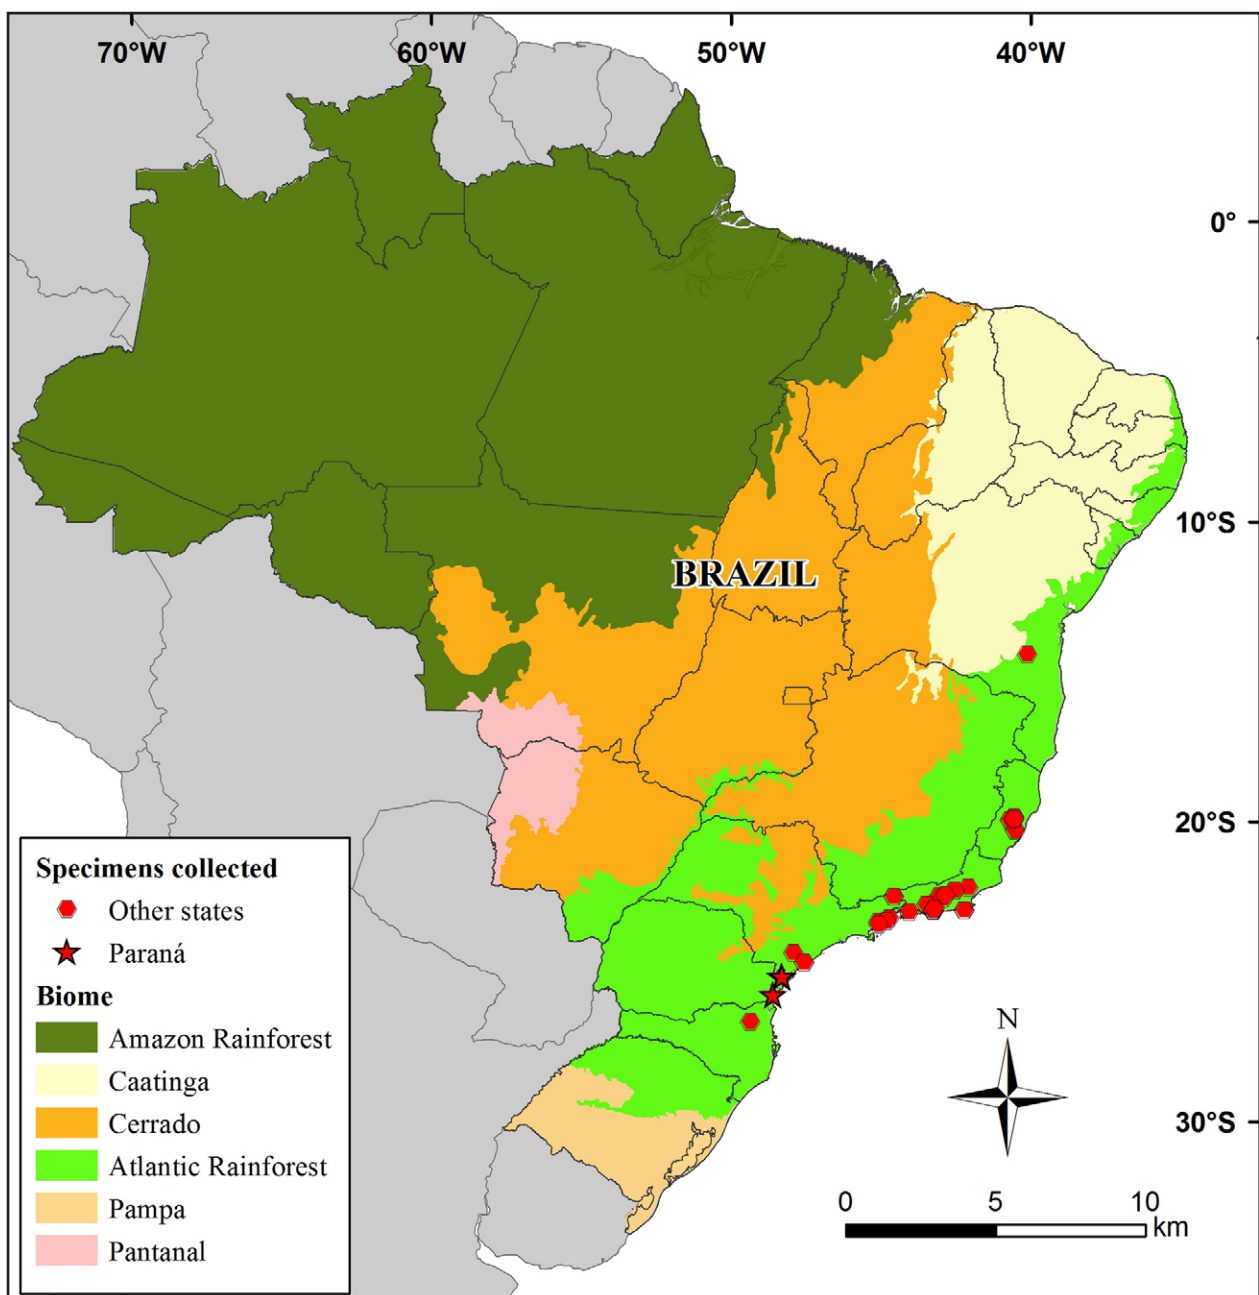 70°W 60°W 50°W 40°W
0°
10°S
BRAZIL
20°S
Specimens collected
Other states
Paraná
Biome
Amazon Rainforest
Caatinga
Cerrado
Atlantic Rainforest
Pampa
Pantanal
N
30°S
0 5 10
km